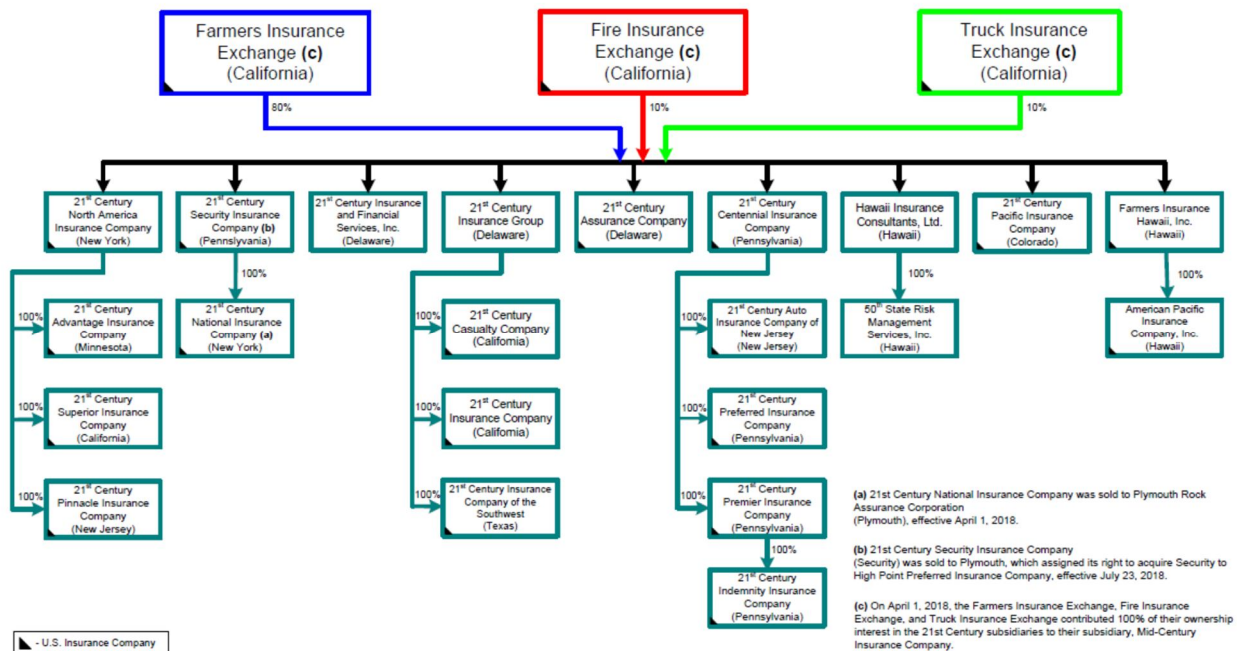 Farmers Insurance
Exchange (c)
(California)
Fire Insurance
Exchange (c)
(California)
Truck Insurance
Exchange (c)
(California)
80%
10%
10%
21st Century
North America
Insurance Company
(New York)
21st Century
Security Insurance
Company (b)
(Pennslyvania)
21st Century Insurance
and Financial
Services, Inc.
(Delaware)
21st Century
Insurance Group
(Delaware)
21st Century
Assurance Company
(Delaware)
21st Century
Centennial Insurance
Company
(Pennsylvania)
Hawaii Insurance
Consultants, Ltd.
(Hawaii)
21st Century
Pacific Insurance
Company
(Colorado)
Farmers Insurance
Hawaii, Inc.
(Hawaii)
100%
100%
100%
100%
100%
100%
21st Century
Advantage Insurance
Company
(Minnesota)
21st Century
National Insurance
Company (a)
(New York)
21st Century
Casualty Company
(California)
21st Century Auto
Insurance Company of
New Jersey
(New Jersey)
50th State Risk
Management
Services, Inc.
(Hawaii)
American Pacific
Insurance
Company, Inc.
(Hawaii)
100%
21st Century
Superior Insurance
Company
(California)
100%
21st Century
Insurance Company
(California)
100%
21st Century
Preferred Insurance
Company
(Pennsylvania)
100%
21st Century
Pinnacle Insurance
Company
(New Jersey)
100%
21st Century Insurance
Company of the
Southwest
(Texas)
100%
21st Century
Premier Insurance
Company
(Pennsylvania)
100%
21st Century
Indemnity Insurance
Company
(Pennsylvania)
(a) 21st Century National Insurance Company was sold to Plymouth Rock
Assurance Corporation
(Plymouth), effective April 1, 2018.
(b) 21st Century Security Insurance Company
(Security) was sold to Plymouth, which assigned its right to acquire Security to
High Point Preferred Insurance Company, effective July 23, 2018.
(c) On April 1, 2018, the Farmers Insurance Exchange, Fire Insurance
Exchange, and Truck Insurance Exchange contributed 100% of their ownership
interest in the 21st Century subsidiaries to their subsidiary, Mid-Century
Insurance Company.
- U.S. Insurance Company